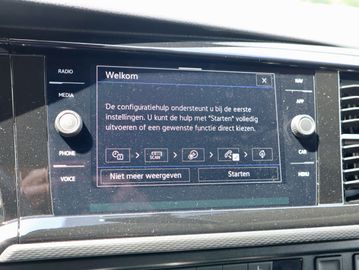 RADIO
MEDIA
PHONE
VOICE
Welkom
X
De configuratiehulp ondersteunt u bij de eerste
instellingen. U kunt de hulp met "Starten" volledig
uitvoeren of een gewenste functie direct kiezen.
SCAN
Niet meer weergeven
Starten
NAV
APP
CAR
MENU